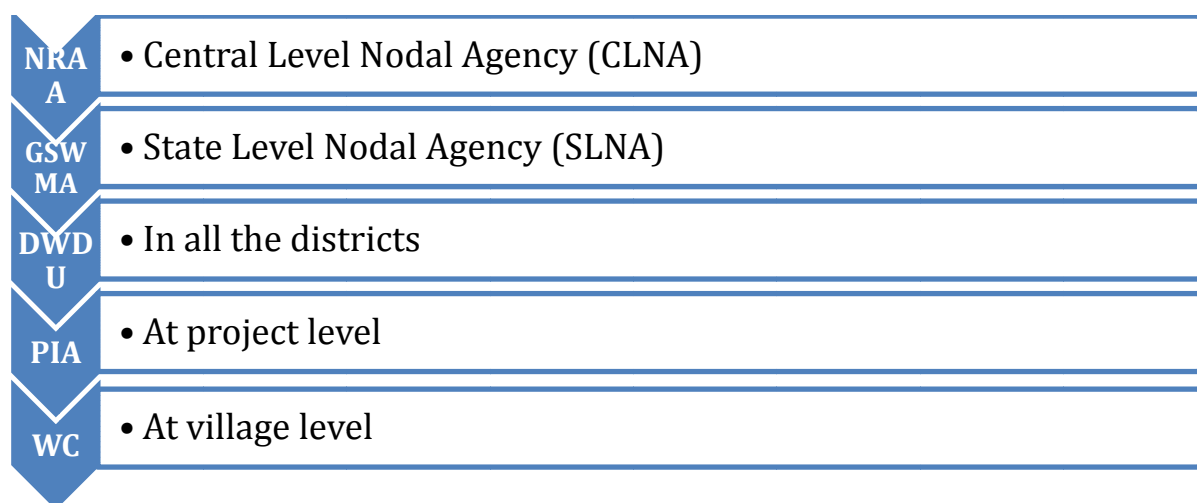 NRA
A
• Central Level Nodal Agency (CLNA)
GSW
MA
• State Level Nodal Agency (SLNA)
DWD
U
• In all the districts
PIA
• At project level
WC
• At village level